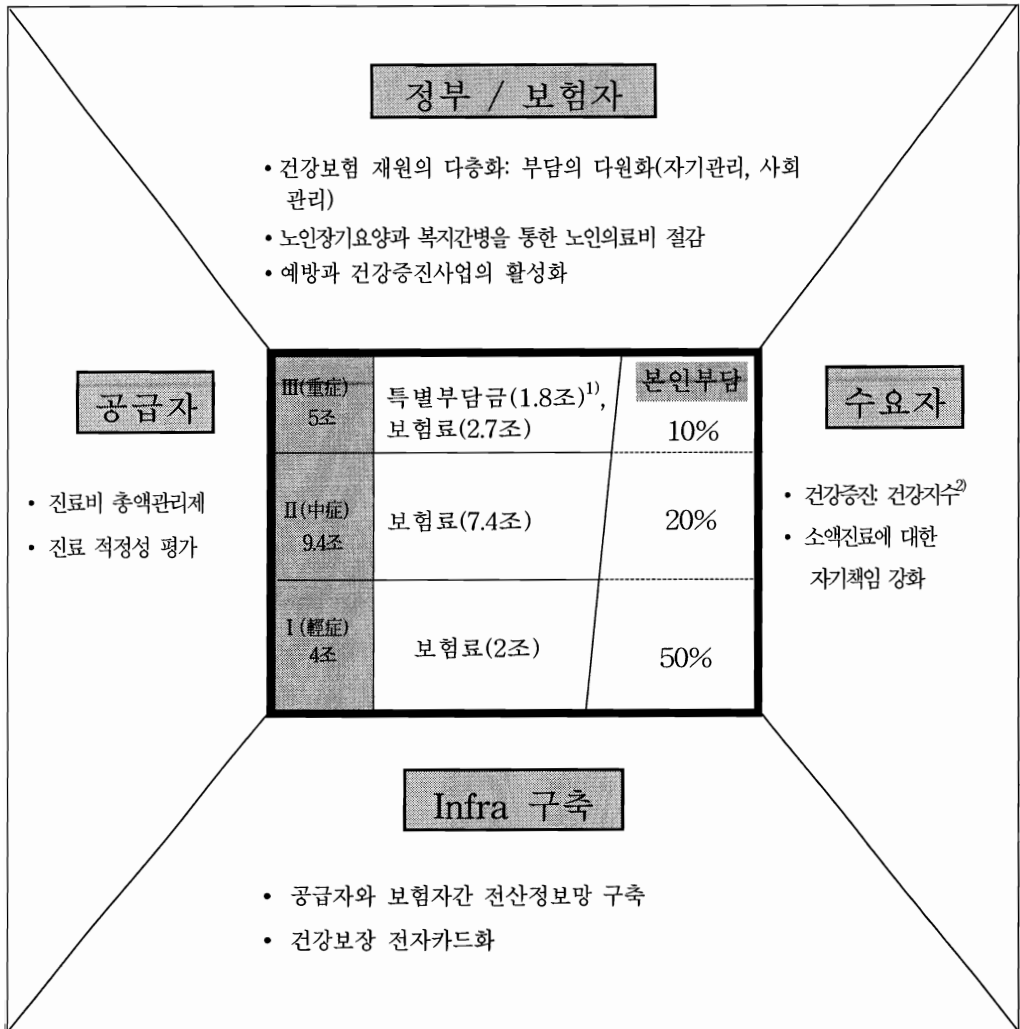 정부 / 보험자
• 건강보험 재원의 다층화: 부담의 다원화(자기관리, 사회
관리)
• 노인장기요양과 복지간병을 통한 노인의료비 절감
• 예방과 건강증진사업의 활성화
공급자
• 진료비 총액관리제
• 진료 적정성 평가
Ⅲ(重症)
5조
특별부담금(1.8조)1),
보험료(2.7조)
본인부담
10%
Ⅱ(中症)
9.4조
보험료(7.4조)
20%
Ⅰ(輕症)
4조
보험료(2조)
50%
수요자
• 건강증진: 건강지수2)
• 소액진료에 대한
자기책임 강화
Infra 구축
• 공급자와 보험자간 전산정보망 구축
• 건강보장 전자카드화